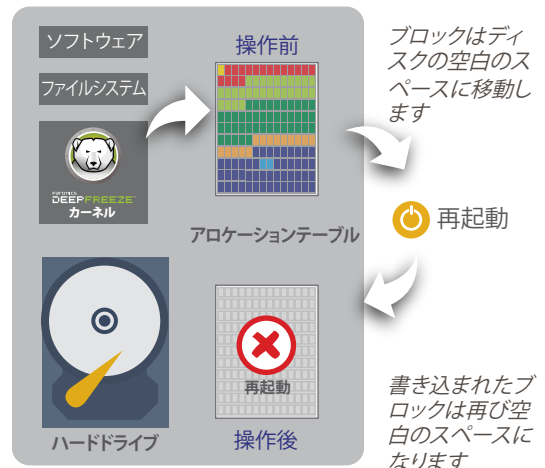 ソフトウェア
ファイルシステム
FARONICS
DEEPFREEZE™
カーネル
操作前
アロケーションテーブル
ブロックはディ
スクの空白のス
ペースに移動し
ます
再起動
ハードドライブ
再起動
操作後
書き込まれたブ
ロックは再び空
白のスペースに
なります